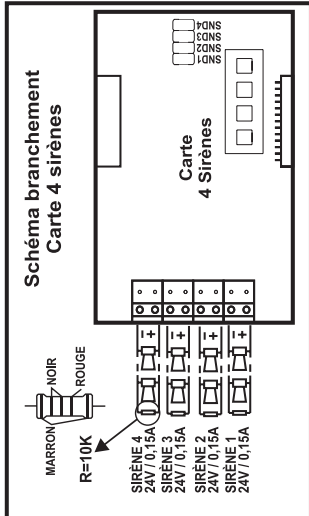 Schéma branchement
Carte 4 sirènes
MARRON
NOIR
ROUGE
R=10K
SND4
SND3
SND2
SND1
Carte
4 Sirènes
SIRÈNE 4
24V / 0,15A
SIRÈNE 3
24V / 0,15A
SIRÈNE 2
24V / 0,15A
SIRÈNE 1
24V / 0,15A
− +
− +
− +
− +